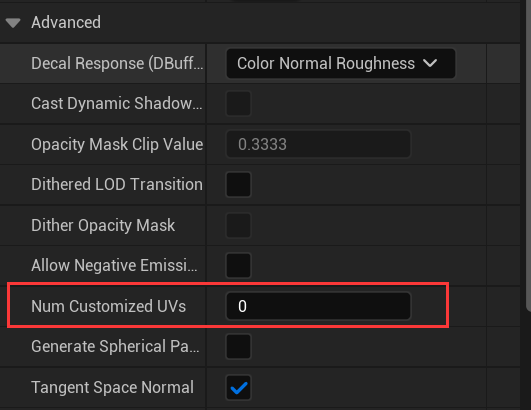 Advanced
Decal Response (DBuff... Color Normal Roughness
Cast Dynamic Shadow...
Opacity Mask Clip Value 0.3333
Dithered LOD Transition
Dither Opacity Mask
Allow Negative Emissi...
Num Customized UVs 0
Generate Spherical Pa...
Tangent Space Normal